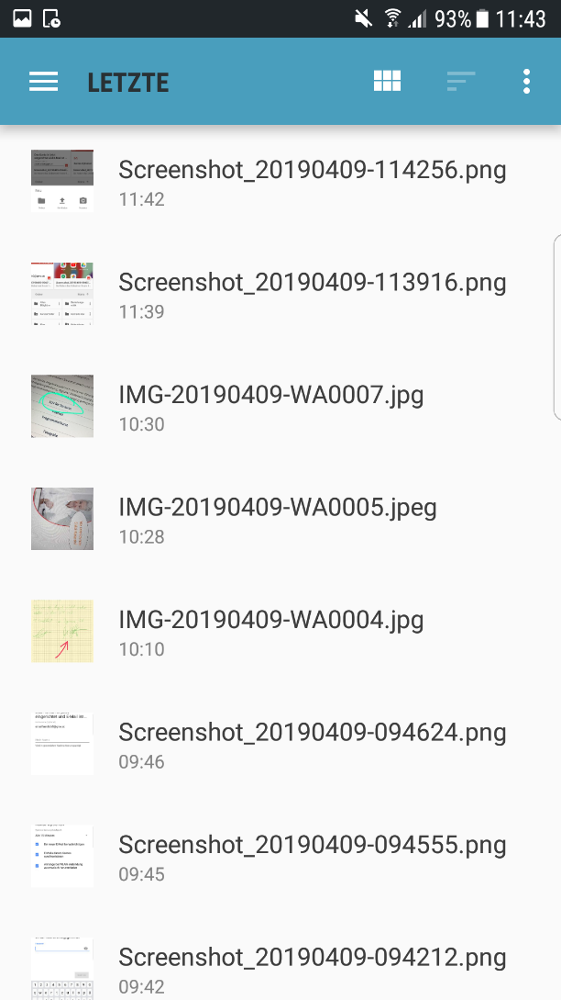 93% 11:43
LETZTE
Screenshot_20190409-114256.png
11:42
Screenshot_20190409-113916.png
11:39
IMG-20190409-WA0007.jpg
10:30
IMG-20190409-WA0005.jpeg
10:28
IMG-20190409-WA0004.jpg
10:10
Screenshot_20190409-094624.png
09:46
Screenshot_20190409-094555.png
09:45
Screenshot_20190409-094212.png
09:42